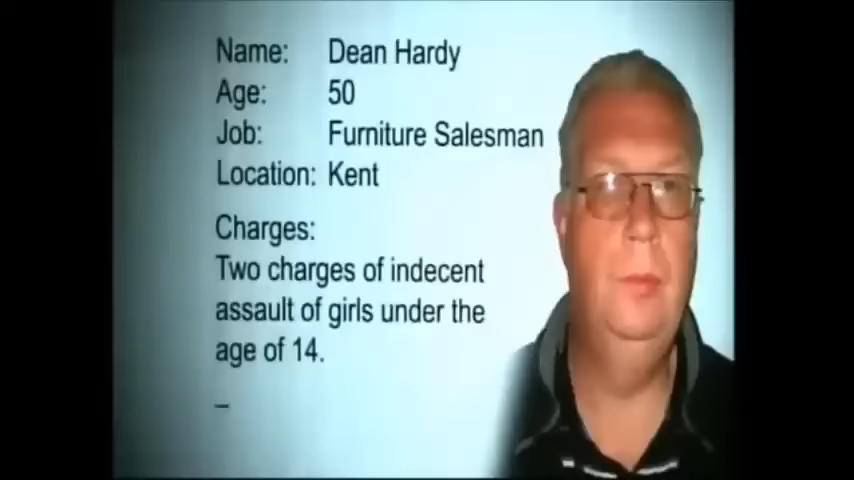 Name: Dean Hardy
Age: 50
Job: Furniture Salesman
Location: Kent
Charges:
Two charges of indecent
assault of girls under the
age of 14.
_